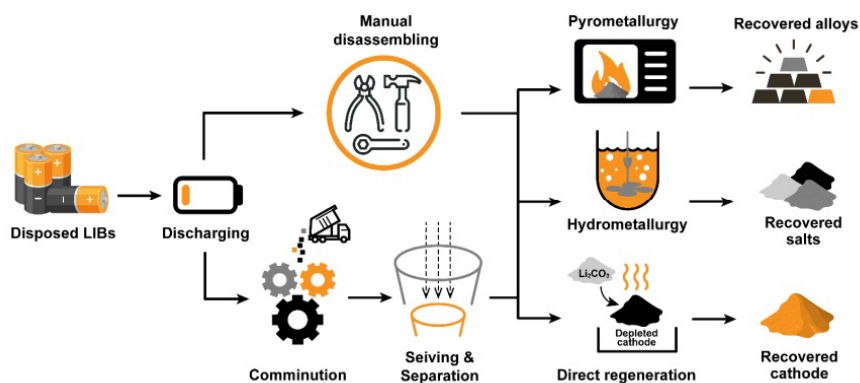 Manual
disassembling
Pyrometallurgy
Recovered alloys
Disposed LIBs
Discharging
Hydrometallurgy
Recovered
salts
Comminution
Seiving &
Separation
Li₂CO₃
Depleted
cathode
Direct regeneration
Recovered
cathode